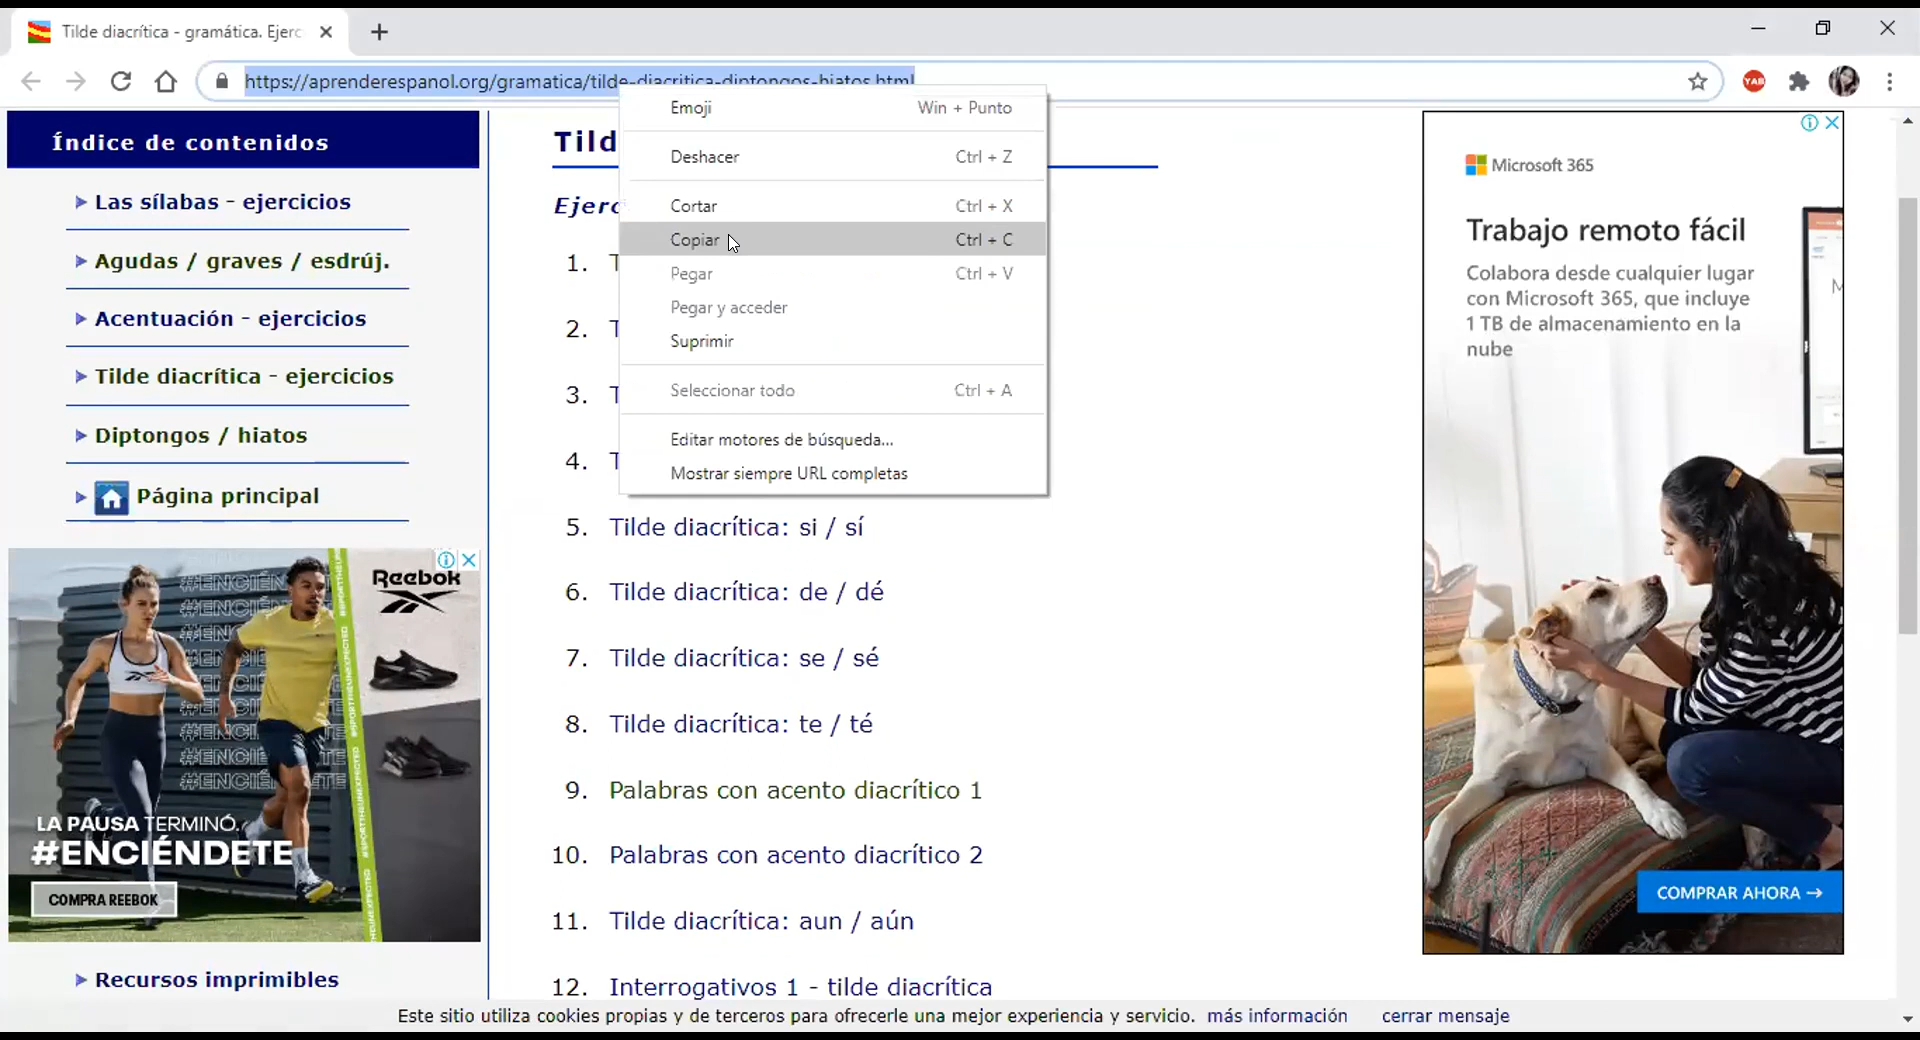 Tilde diacrítica - gramática. Ejerc
https://aprenderespanol.org/gramatica/tilde-diacritica-diptongos-hiatos.html
YAB
Emoji Win + Punto
Deshacer Ctrl + Z
Cortar Ctrl + X
Copiar Ctrl + C
Pegar Ctrl + V
Pegar y acceder
Suprimir
Seleccionar todo Ctrl + A
Editar motores de búsqueda...
Mostrar siempre URL completas
Índice de contenidos
Las sílabas - ejercicios
Agudas / graves / esdrúj.
Acentuación - ejercicios
Tilde diacrítica - ejercicios
Diptongos / hiatos
Página principal
Reebok
LA PAUSA TERMINÓ.
#ENCIÉNDETE
COMPRA REEBOK
Recursos imprimibles
Tild
Ejerc
1. T
2. T
3. T
4. T
5. Tilde diacrítica: si / sí
6. Tilde diacrítica: de / dé
7. Tilde diacrítica: se / sé
8. Tilde diacrítica: te / té
9. Palabras con acento diacrítico 1
10. Palabras con acento diacrítico 2
11. Tilde diacrítica: aun / aún
12. Interrogativos 1 - tilde diacrítica
Microsoft 365
Trabajo remoto fácil
Colabora desde cualquier lugar
con Microsoft 365, que incluye
1 TB de almacenamiento en la
nube
COMPRAR AHORA →
Este sitio utiliza cookies propias y de terceros para ofrecerle una mejor experiencia y servicio. más información cerrar mensaje